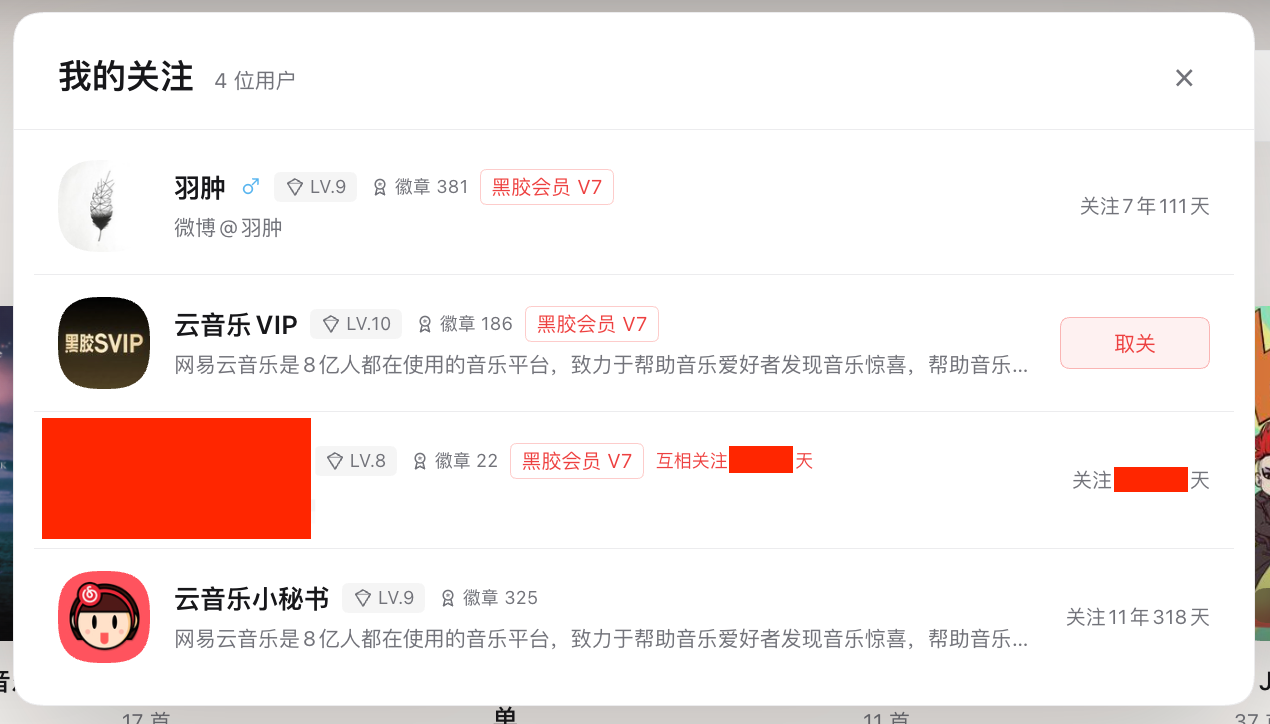 我的关注 4 位用户
羽肿 LV.9 徽章 381 黑胶会员 V7
微博@羽肿
关注7年111天
黑胶SVIP
云音乐VIP LV.10 徽章 186 黑胶会员 V7
网易云音乐是8亿人都在使用的音乐平台，致力于帮助音乐爱好者发现音乐惊喜，帮助音乐...
取关
LV.8 徽章 22 黑胶会员 V7 互相关注 天
关注 天
云音乐小秘书 LV.9 徽章 325
网易云音乐是8亿人都在使用的音乐平台，致力于帮助音乐爱好者发现音乐惊喜，帮助音乐...
关注11年318天
单
17 首
11 首